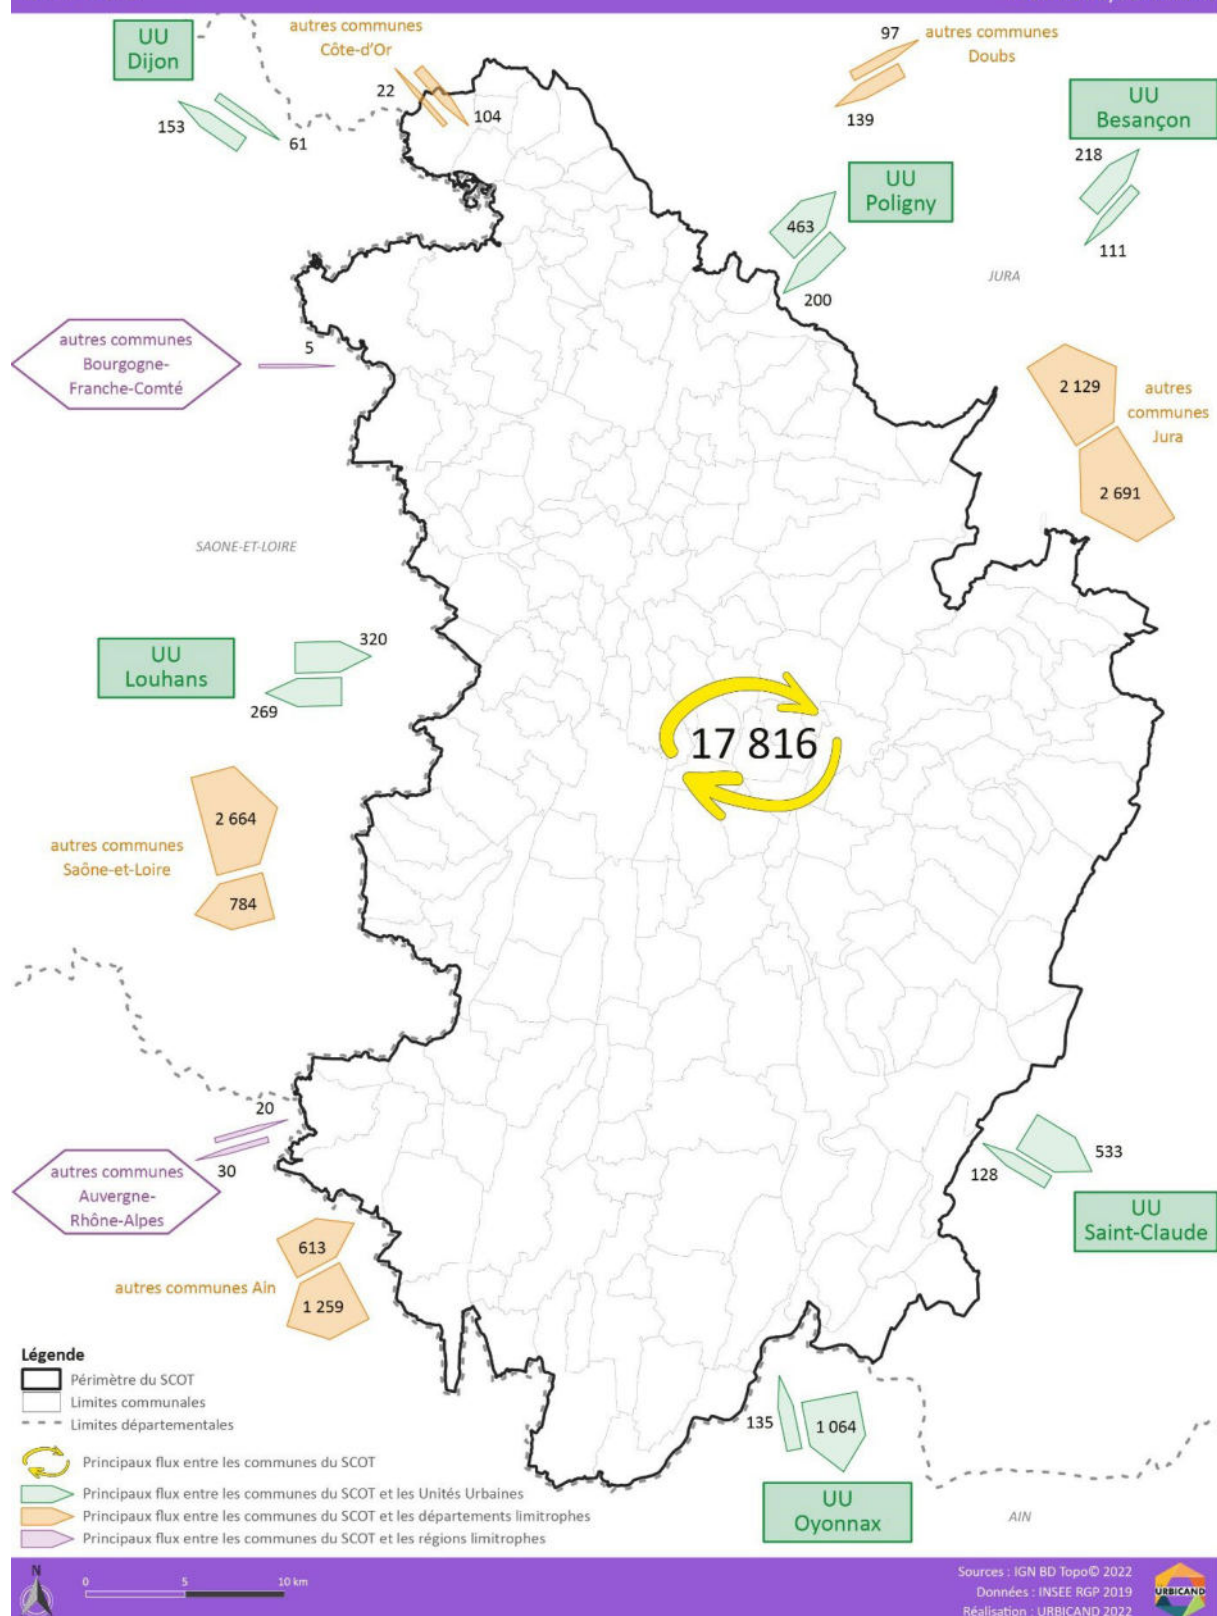 UU
Dijon
autres communes
Côte-d'Or
22
104
153
61
97
autres communes
Doubs
139
UU
Besançon
218
111
UU
Poligny
463
200
JURA
autres communes
Bourgogne-
Franche-Comté
5
2 129
autres
communes
Jura
2 691
SAONE-ET-LOIRE
UU
Louhans
320
269
17 816
2 664
autres communes
Saône-et-Loire
784
20
30
autres communes
Auvergne-
Rhône-Alpes
128
533
UU
Saint-Claude
613
autres communes Ain
1 259
135
1 064
UU
Oyonnax
AIN
Légende
Périmètre du SCOT
Limites communales
Limites départementales
Principaux flux entre les communes du SCOT
Principaux flux entre les communes du SCOT et les Unités Urbaines
Principaux flux entre les communes du SCOT et les départements limitrophes
Principaux flux entre les communes du SCOT et les régions limitrophes
N
0 5 10 km
Sources : IGN BD Topo© 2022
Données : INSEE RGP 2019
Réalisation : URBICAND 2022
URBICAND